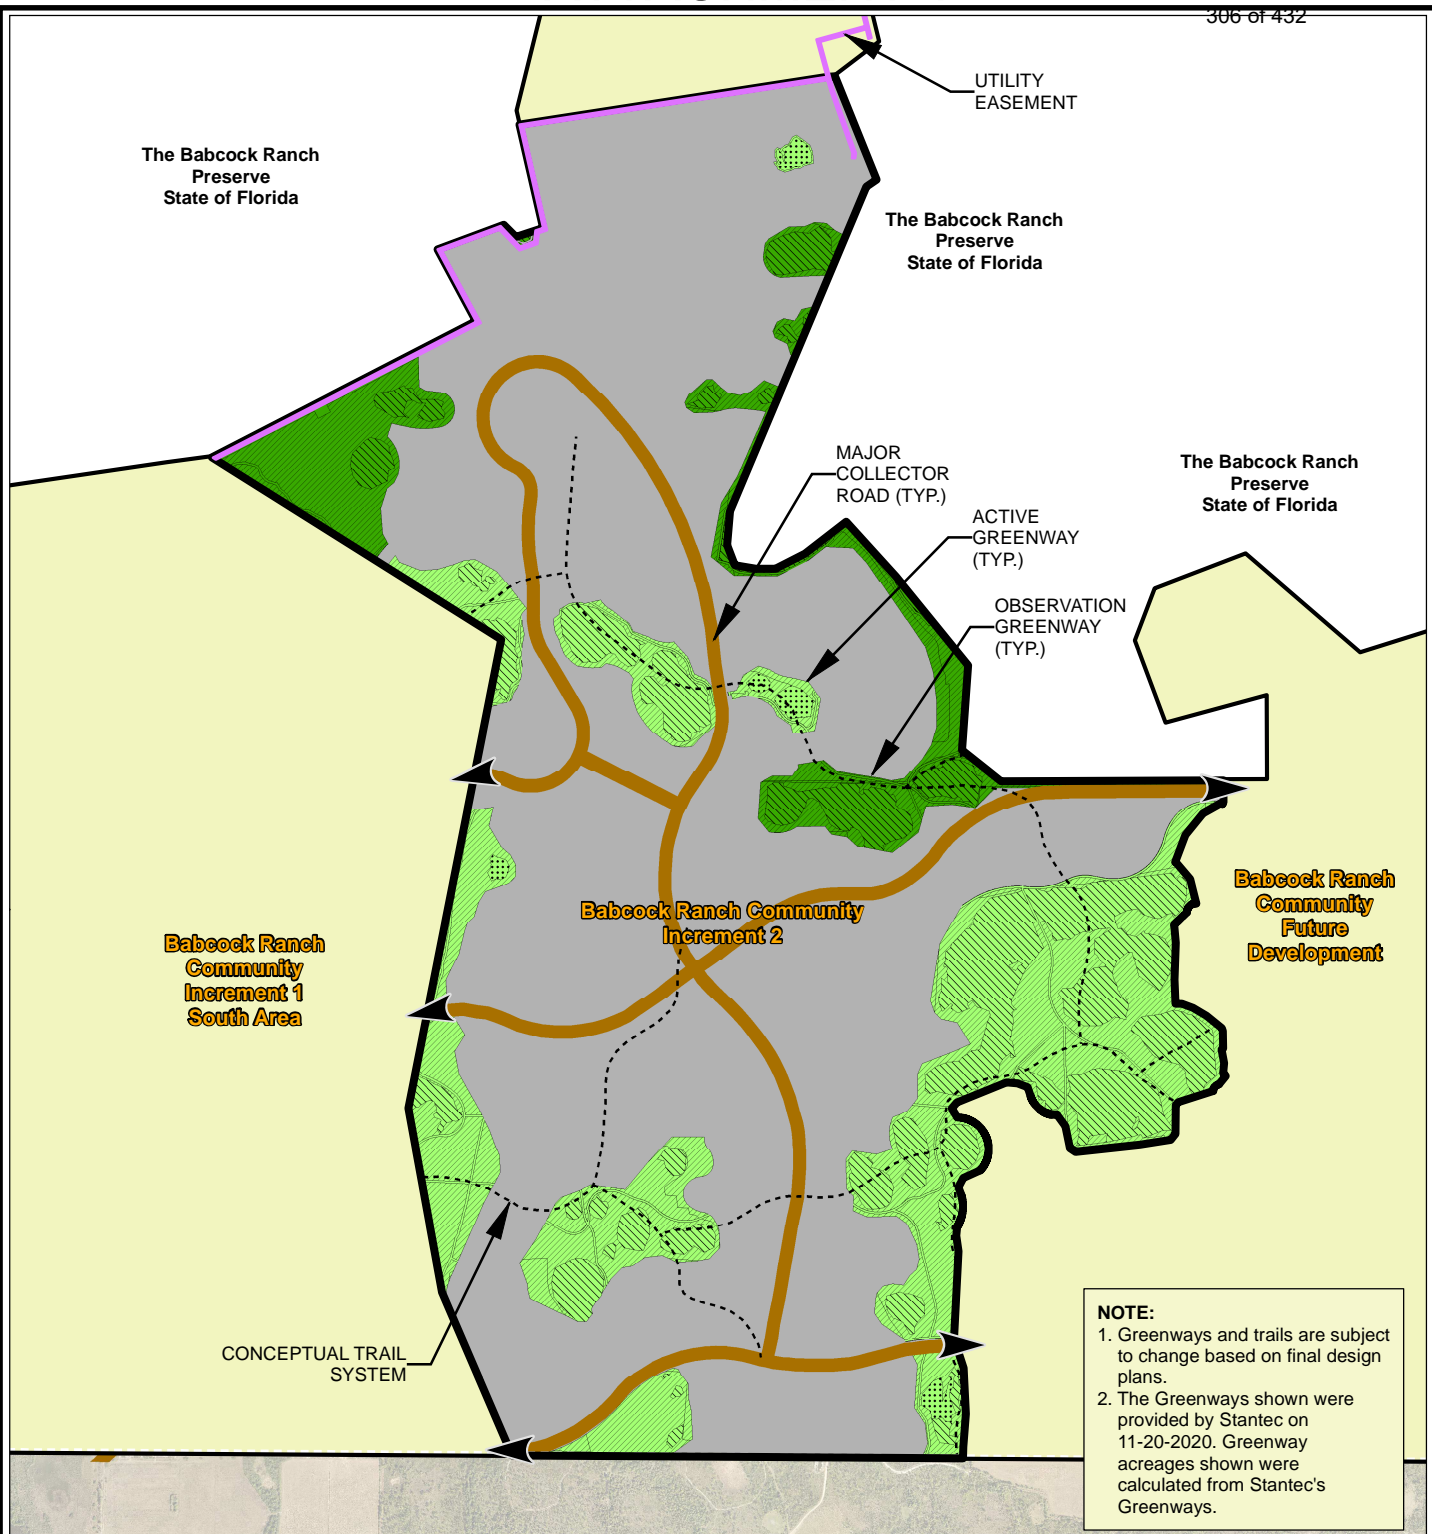 306 of 432
UTILITY
EASEMENT
The Babcock Ranch
Preserve
State of Florida
The Babcock Ranch
Preserve
State of Florida
MAJOR
COLLECTOR
ROAD (TYP.)
The Babcock Ranch
Preserve
State of Florida
ACTIVE
GREENWAY
(TYP.)
OBSERVATION
GREENWAY
(TYP.)
Babcock Ranch
Community
Future
Development
Babcock Ranch Community
Increment 2
Babcock Ranch
Community
Increment 1
South Area
CONCEPTUAL TRAIL
SYSTEM
NOTE:
1. Greenways and trails are subject
to change based on final design
plans.
2. The Greenways shown were
provided by Stantec on
11-20-2020. Greenway
acreages shown were
calculated from Stantec's
Greenways.